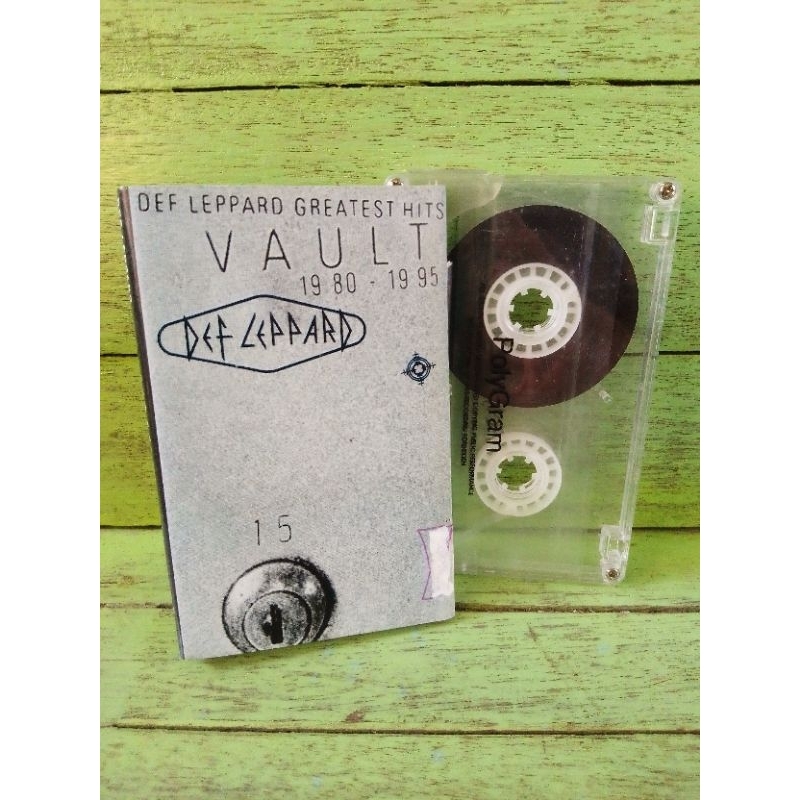 DEF LEPPARD GREATEST HITS
VAULT
1980 - 1995
DEF LEPPARD
15
PolyGram